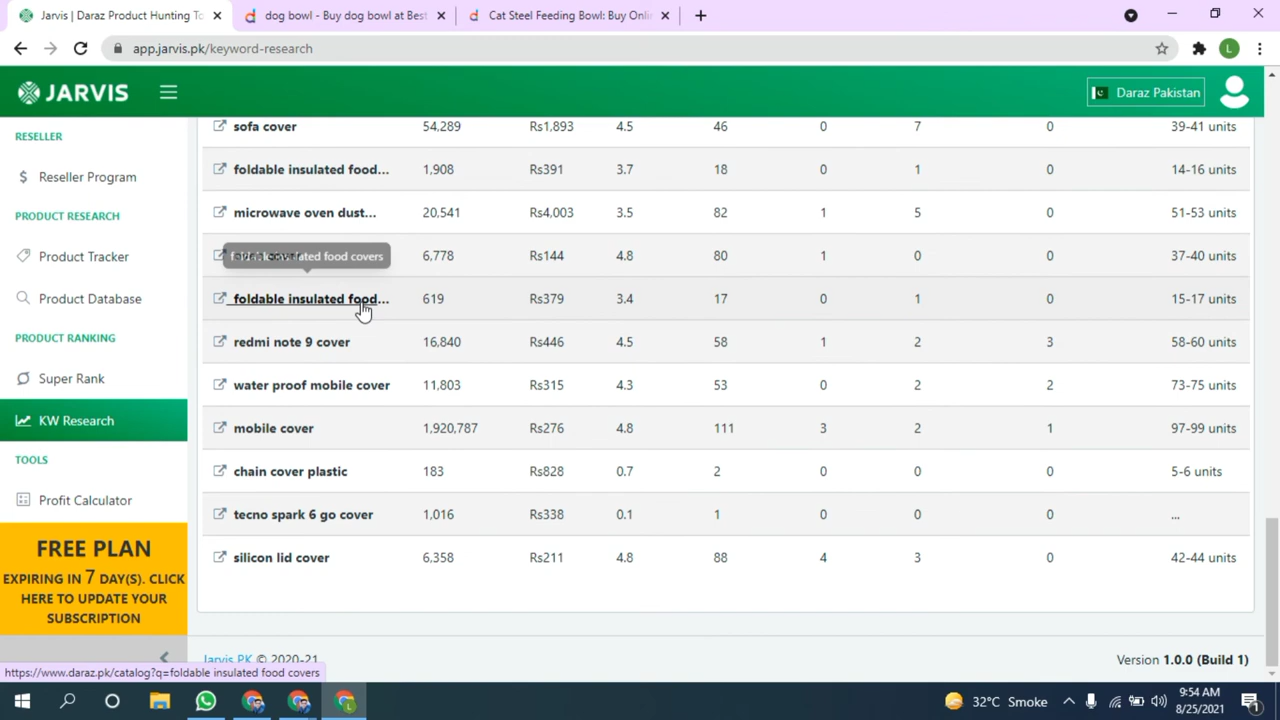 Jarvis | Daraz Product Hunting To
dog bowl - Buy dog bowl at Best
Cat Steel Feeding Bowl: Buy Onlin
app.jarvis.pk/keyword-research
L
JARVIS
Daraz Pakistan
RESELLER
Reseller Program
PRODUCT RESEARCH
Product Tracker
Product Database
PRODUCT RANKING
Super Rank
KW Research
TOOLS
Profit Calculator
FREE PLAN
EXPIRING IN 7 DAY(S). CLICK
HERE TO UPDATE YOUR
SUBSCRIPTION
sofa cover 54,289 Rs1,893 4.5 46 0 7 0 39-41 units
foldable insulated food... 1,908 Rs391 3.7 18 0 1 0 14-16 units
microwave oven dust... 20,541 Rs4,003 3.5 82 1 5 0 51-53 units
foldable insulated food covers
6,778 Rs144 4.8 80 1 0 0 37-40 units
foldable insulated food... 619 Rs379 3.4 17 0 1 0 15-17 units
redmi note 9 cover 16,840 Rs446 4.5 58 1 2 3 58-60 units
water proof mobile cover 11,803 Rs315 4.3 53 0 2 2 73-75 units
mobile cover 1,920,787 Rs276 4.8 111 3 2 1 97-99 units
chain cover plastic 183 Rs828 0.7 2 0 0 0 5-6 units
tecno spark 6 go cover 1,016 Rs338 0.1 1 0 0 0 ...
silicon lid cover 6,358 Rs211 4.8 88 4 3 0 42-44 units
Jarvis PK © 2020-21
Version 1.0.0 (Build 1)
https://www.daraz.pk/catalog?q=foldable insulated food covers
32°C Smoke
9:54 AM
8/25/2021
1